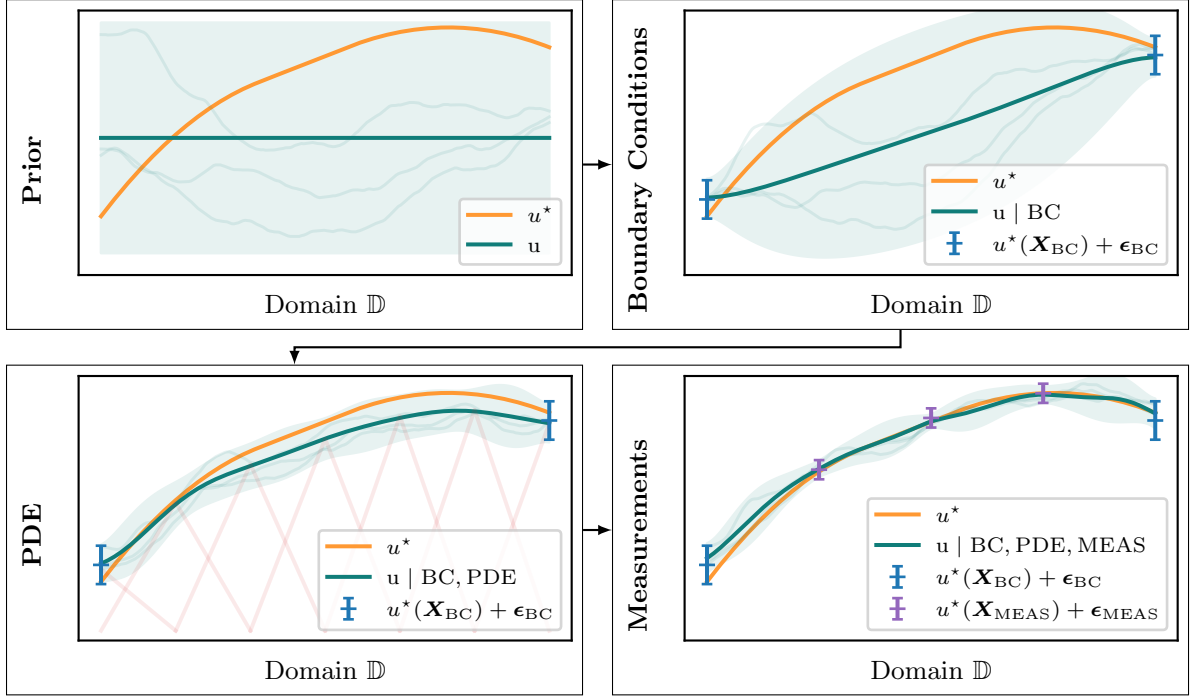 Prior
u⋆
u
Domain 𝔻
Boundary Conditions
u⋆
u | BC
u⋆(X_BC) + ϵ_BC
Domain 𝔻
PDE
u⋆
u | BC, PDE
u⋆(X_BC) + ϵ_BC
Domain 𝔻
Measurements
u⋆
u | BC, PDE, MEAS
u⋆(X_BC) + ϵ_BC
u⋆(X_MEAS) + ϵ_MEAS
Domain 𝔻